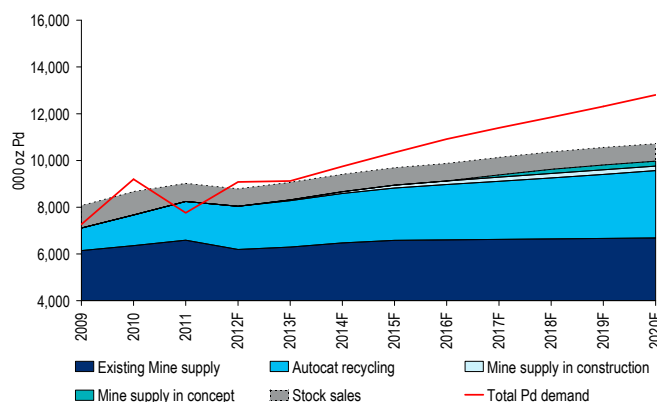 16,000
14,000
12,000
10,000
8,000
6,000
4,000
000 oz Pd
2009
2010
2011
2012F
2013F
2014F
2015F
2016F
2017F
2018F
2019F
2020F
Existing Mine supply
Autocat recycling
Mine supply in construction
Mine supply in concept
Stock sales
Total Pd demand